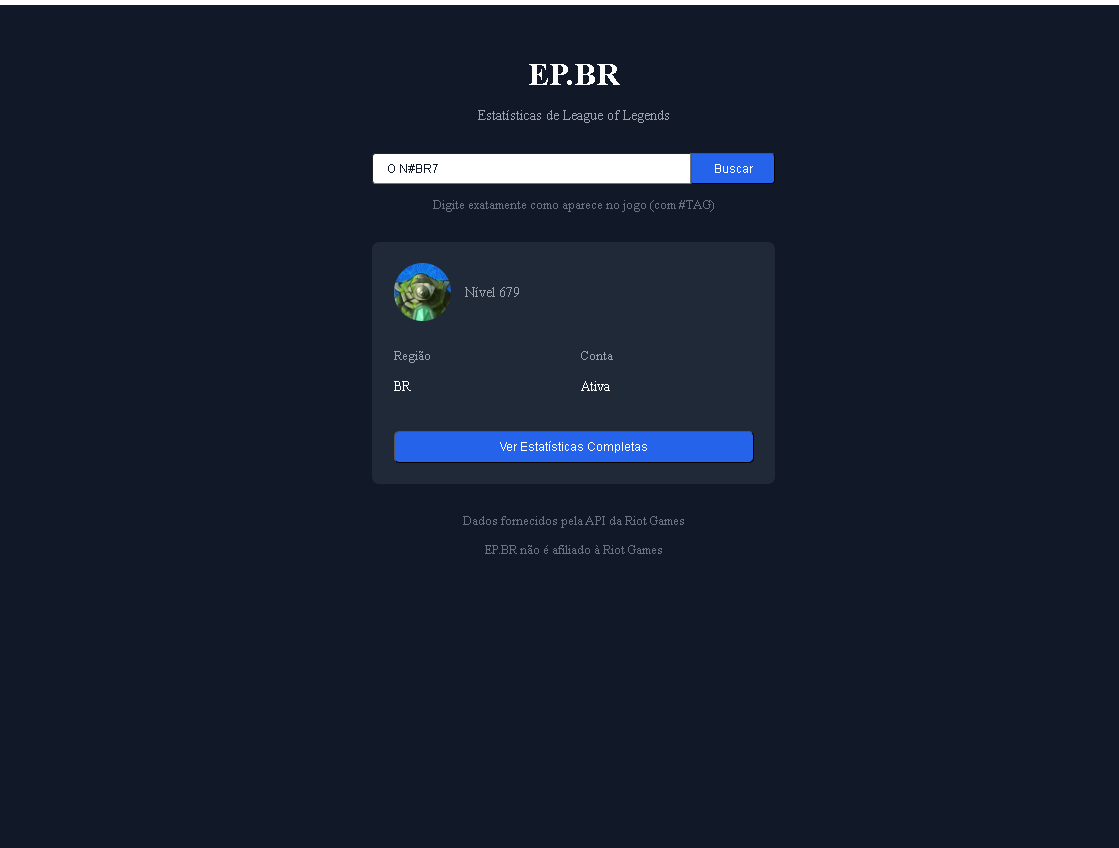 EP.BR
Estatísticas de League of Legends
O N#BR7
Buscar
Digite exatamente como aparece no jogo (com #TAG)
Nível 679
Região
Conta
BR
Ativa
Ver Estatísticas Completas
Dados fornecidos pela API da Riot Games
EP.BR não é afiliado à Riot Games